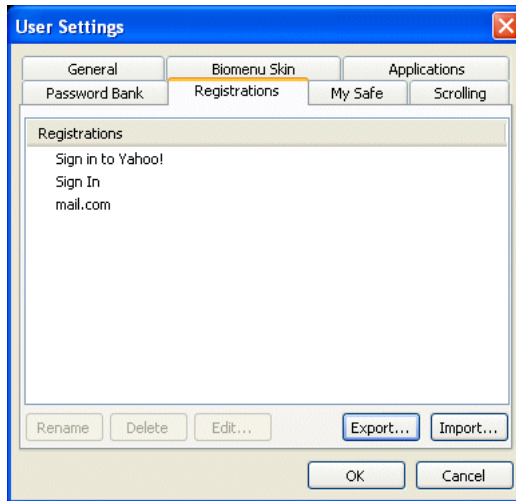 User Settings
General Biomenu Skin Applications
Password Bank Registrations My Safe Scrolling
Registrations
Sign in to Yahoo!
Sign In
mail.com
Rename Delete Edit... Export... Import...
OK Cancel